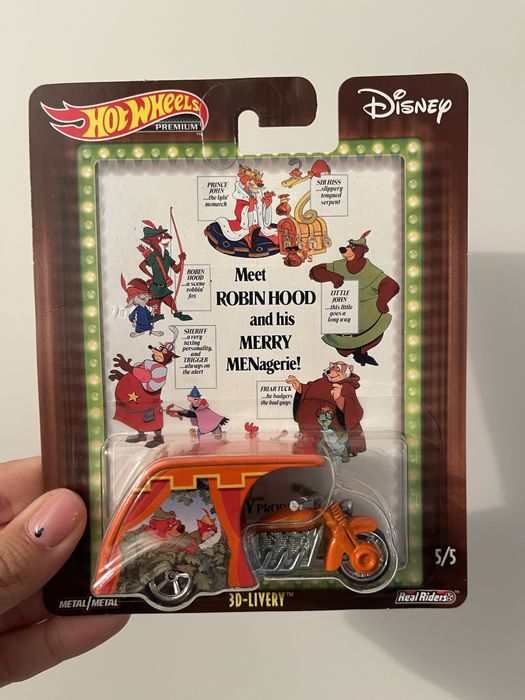 HOT WHEELS
PREMIUM
Disney
PRINCE
JOHN
...the lyin'
monarch
SIR HISS
...slippery
tongued
serpent
ROBIN
HOOD
...a scene
robbin'
fox
Meet
ROBIN HOOD
and his
MERRY
MENagerie!
LITTLE
JOHN
...this little
goes a
long way
SHERIFF
...a very
taxing
personality,
and
TRIGGER
...always on
the alert
FRIAR TUCK
...he badgers
the bad guys
Y PROD
5/5
METAL/METAL
3D-LIVERY™
Real Riders